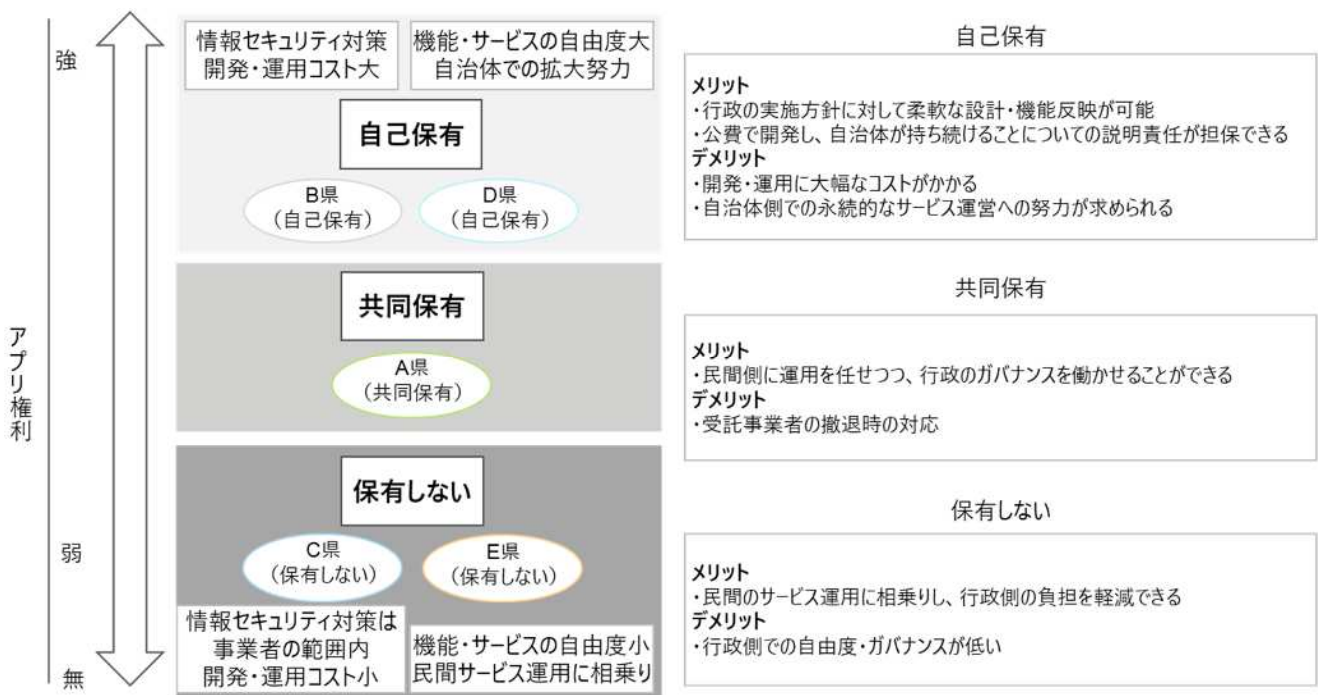 アプリ権利
強
弱
無
情報セキュリティ対策
開発・運用コスト大
機能・サービスの自由度大
自治体での拡大努力
自己保有
B県
（自己保有）
D県
（自己保有）
共同保有
A県
（共同保有）
保有しない
C県
（保有しない）
E県
（保有しない）
情報セキュリティ対策は
事業者の範囲内
開発・運用コスト小
機能・サービスの自由度小
民間サービス運用に相乗り
自己保有
メリット
・行政の実施方針に対して柔軟な設計・機能反映が可能
・公費で開発し、自治体が持ち続けることについての説明責任が担保できる
デメリット
・開発・運用に大幅なコストがかかる
・自治体側での永続的なサービス運営への努力が求められる
共同保有
メリット
・民間側に運用を任せつつ、行政のガバナンスを働かせることができる
デメリット
・受託事業者の撤退時の対応
保有しない
メリット
・民間のサービス運用に相乗りし、行政側の負担を軽減できる
デメリット
・行政側での自由度・ガバナンスが低い